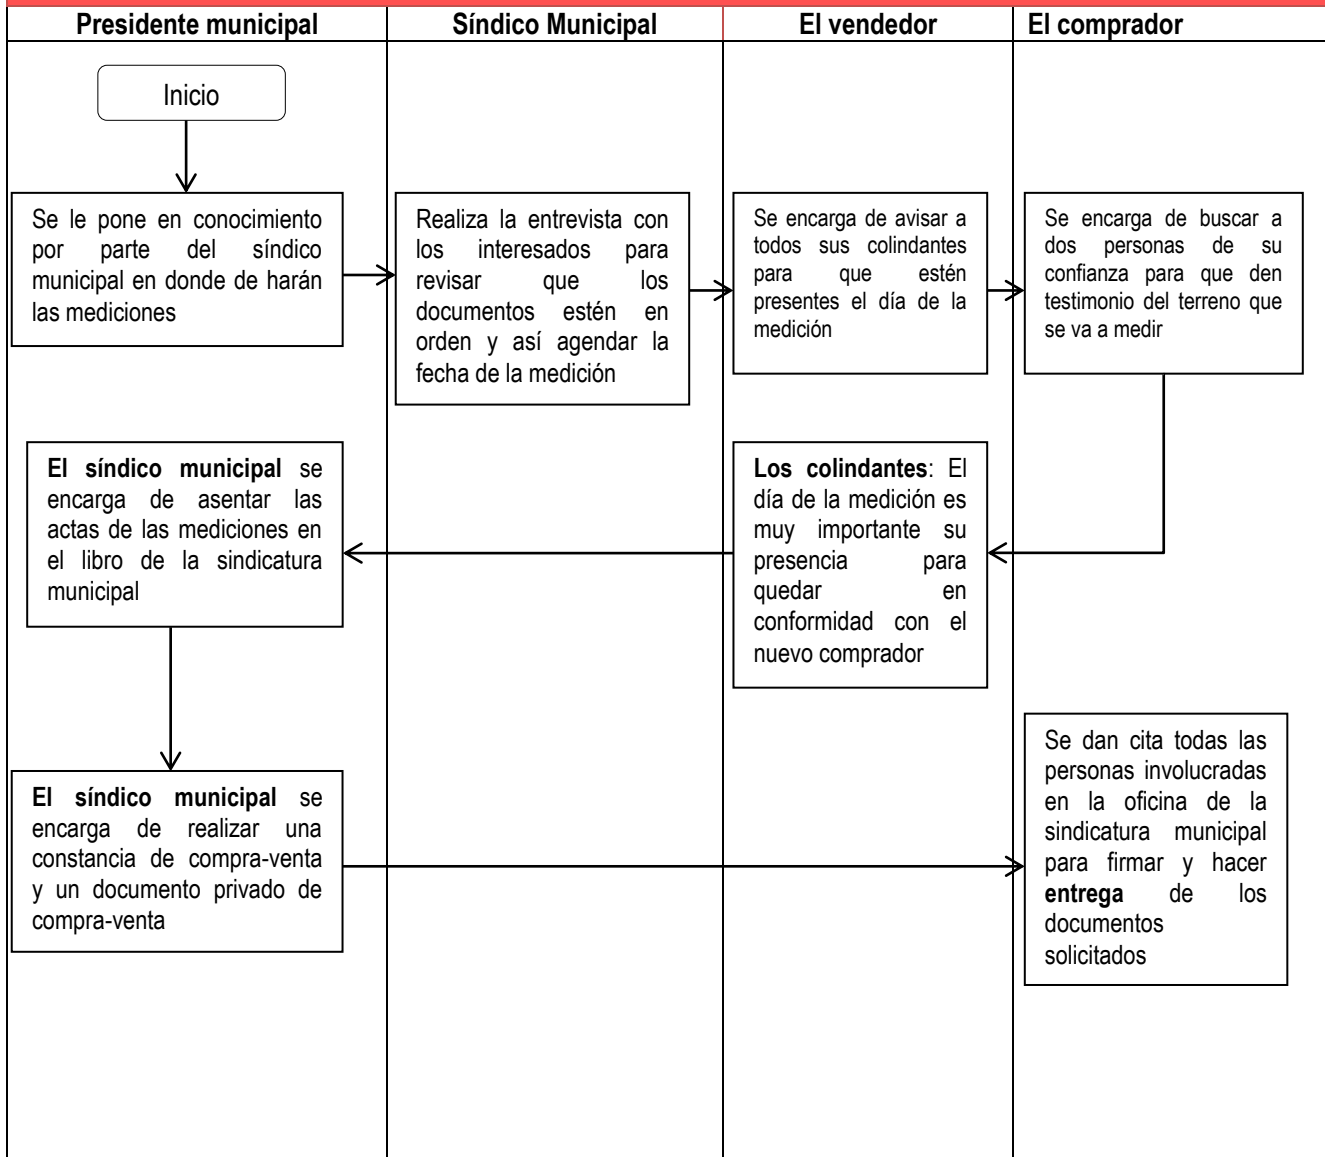 Presidente municipal
Síndico Municipal
El vendedor
El comprador
Inicio
Se le pone en conocimiento
por parte del síndico
municipal en donde de harán
las mediciones
Realiza la entrevista con
los interesados para
revisar que los
documentos estén en
orden y así agendar la
fecha de la medición
Se encarga de avisar a
todos sus colindantes
para que estén
presentes el día de la
medición
Se encarga de buscar a
dos personas de su
confianza para que den
testimonio del terreno que
se va a medir
El síndico municipal se
encarga de asentar las
actas de las mediciones en
el libro de la sindicatura
municipal
Los colindantes: El
día de la medición es
muy importante su
presencia para
quedar en
conformidad con el
nuevo comprador
El síndico municipal se
encarga de realizar una
constancia de compra-venta
y un documento privado de
compra-venta
Se dan cita todas las
personas involucradas
en la oficina de la
sindicatura municipal
para firmar y hacer
entrega de los
documentos
solicitados